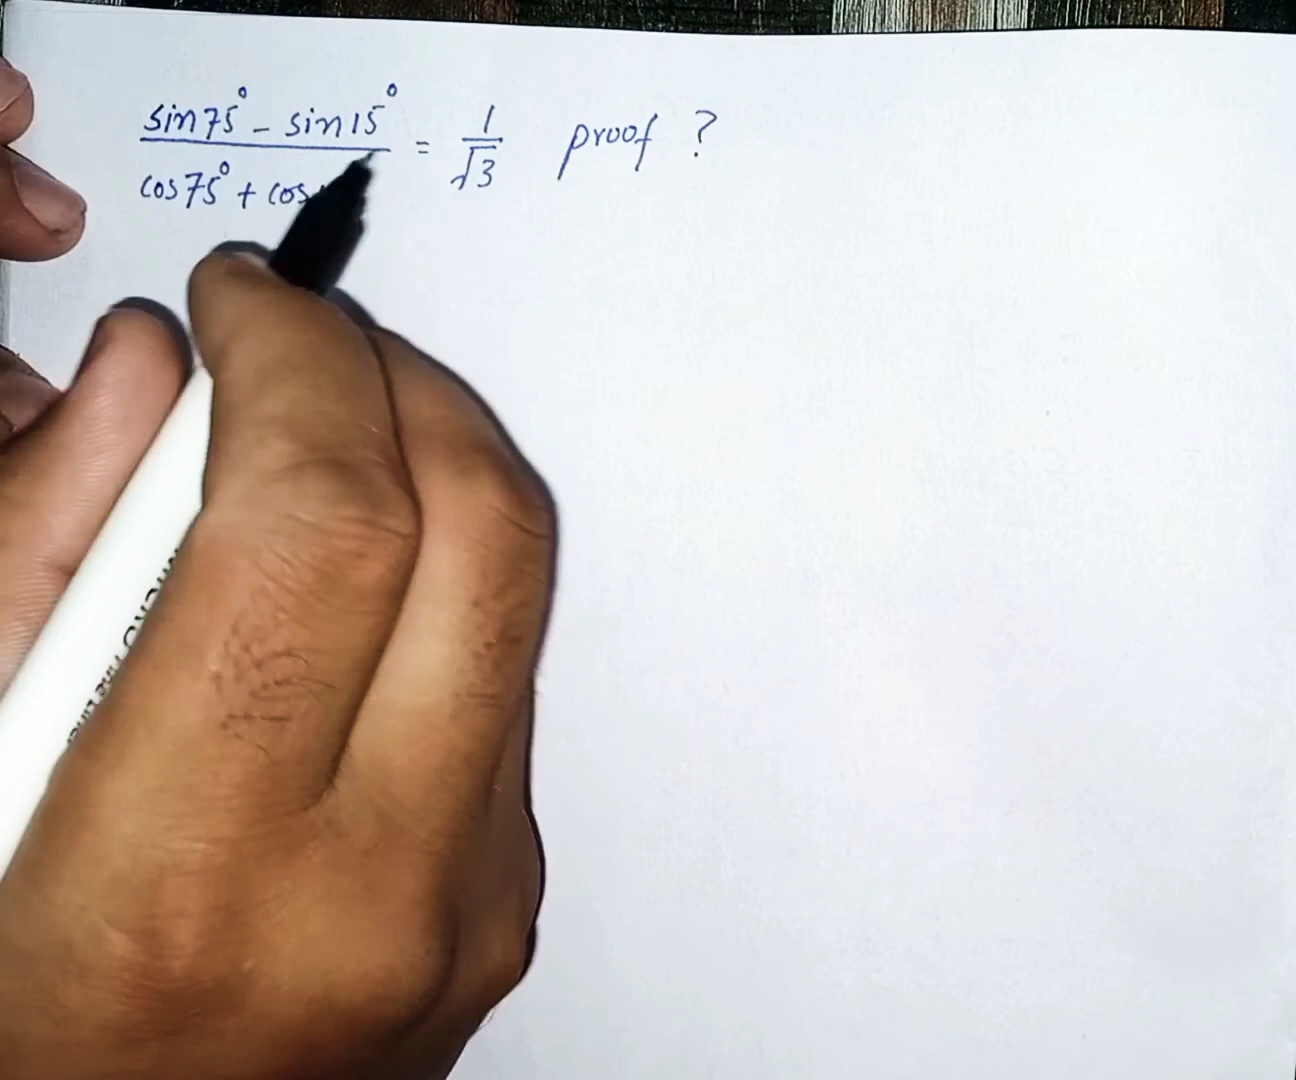 sin75° - sin15° / cos75° + cos = 1/√3 proof ?